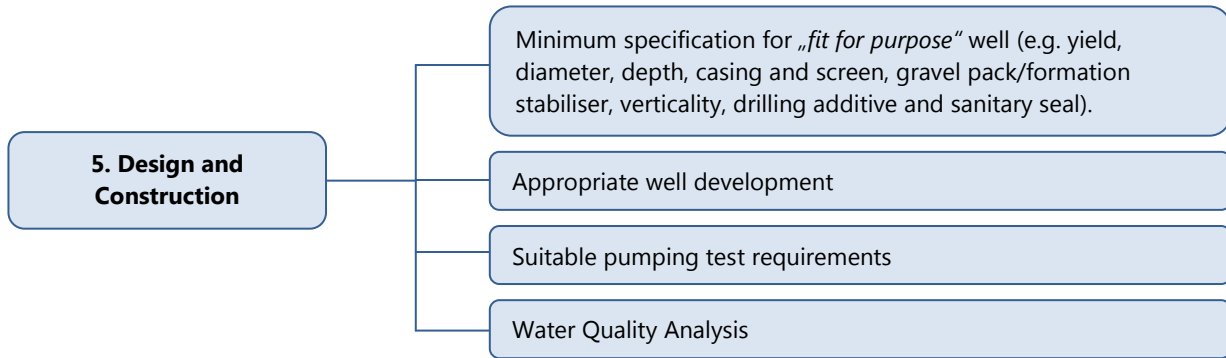 5. Design and
Construction
Minimum specification for „fit for purpose“ well (e.g. yield,
diameter, depth, casing and screen, gravel pack/formation
stabiliser, verticality, drilling additive and sanitary seal).
Appropriate well development
Suitable pumping test requirements
Water Quality Analysis